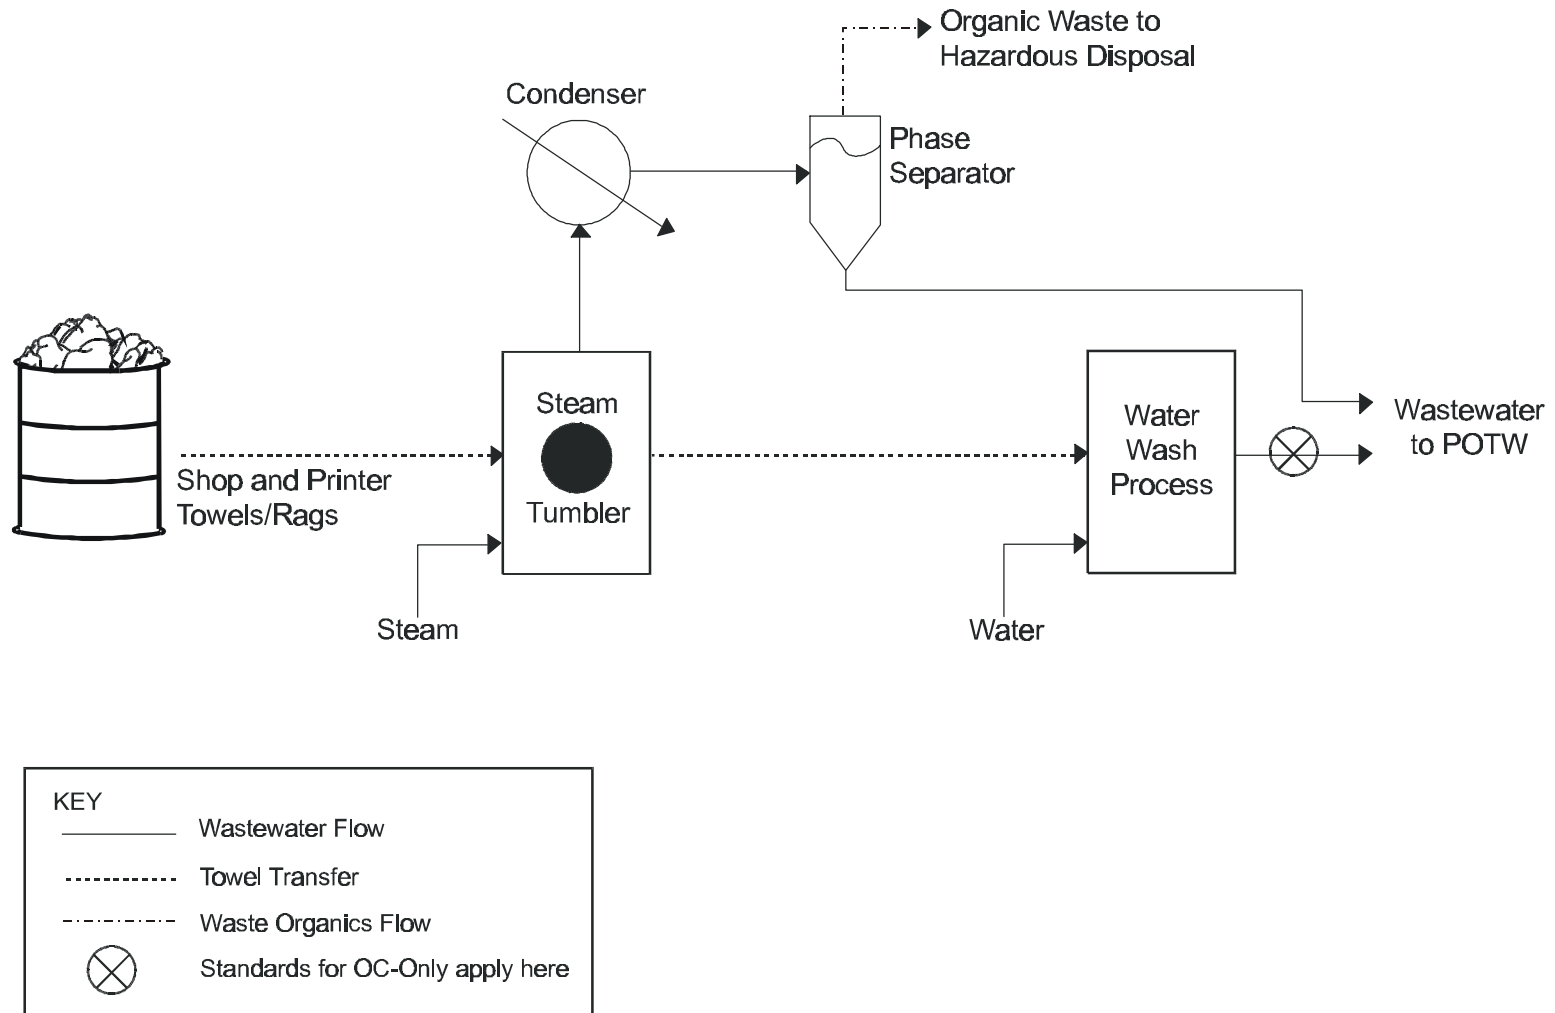 Organic Waste to
Hazardous Disposal
Condenser
Phase
Separator
Steam
Tumbler
Water
Wash
Process
Wastewater
to POTW
Shop and Printer
Towels/Rags
Steam
Water
KEY
Wastewater Flow
Towel Transfer
Waste Organics Flow
Standards for OC-Only apply here